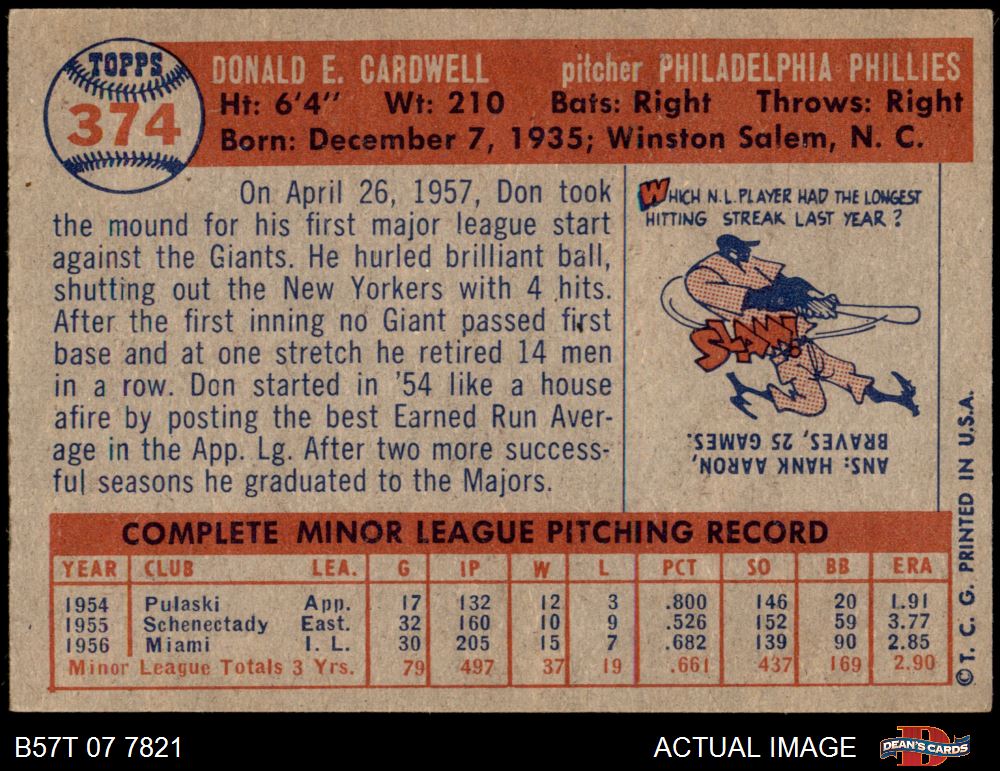 TOPPS
374
DONALD E. CARDWELL pitcher PHILADELPHIA PHILLIES
Ht: 6'4" Wt: 210 Bats: Right Throws: Right
Born: December 7, 1935; Winston Salem, N. C.
On April 26, 1957, Don took
the mound for his first major league start
against the Giants. He hurled brilliant ball,
shutting out the New Yorkers with 4 hits.
After the first inning no Giant passed first
base and at one stretch he retired 14 men
in a row. Don started in '54 like a house
afire by posting the best Earned Run Aver-
age in the App. Lg. After two more success-
ful seasons he graduated to the Majors.
WHICH N.L. PLAYER HAD THE LONGEST
HITTING STREAK LAST YEAR?
SLAM!
ANS: HANK AARON,
BRAVES, 25 GAMES.
COMPLETE MINOR LEAGUE PITCHING RECORD
YEAR CLUB LEA. G IP W L PCT SO BB ERA
1954 Pulaski App. 17 132 12 3 .800 146 20 1.91
1955 Schenectady East. 32 160 10 9 .526 152 59 3.77
1956 Miami I. L. 30 205 15 7 .682 139 90 2.85
Minor League Totals 3 Yrs. 79 497 37 19 .661 437 169 2.90
©T. C. G. PRINTED IN U.S.A.
B57T 07 7821 ACTUAL IMAGE
D
DEAN'S CARDS